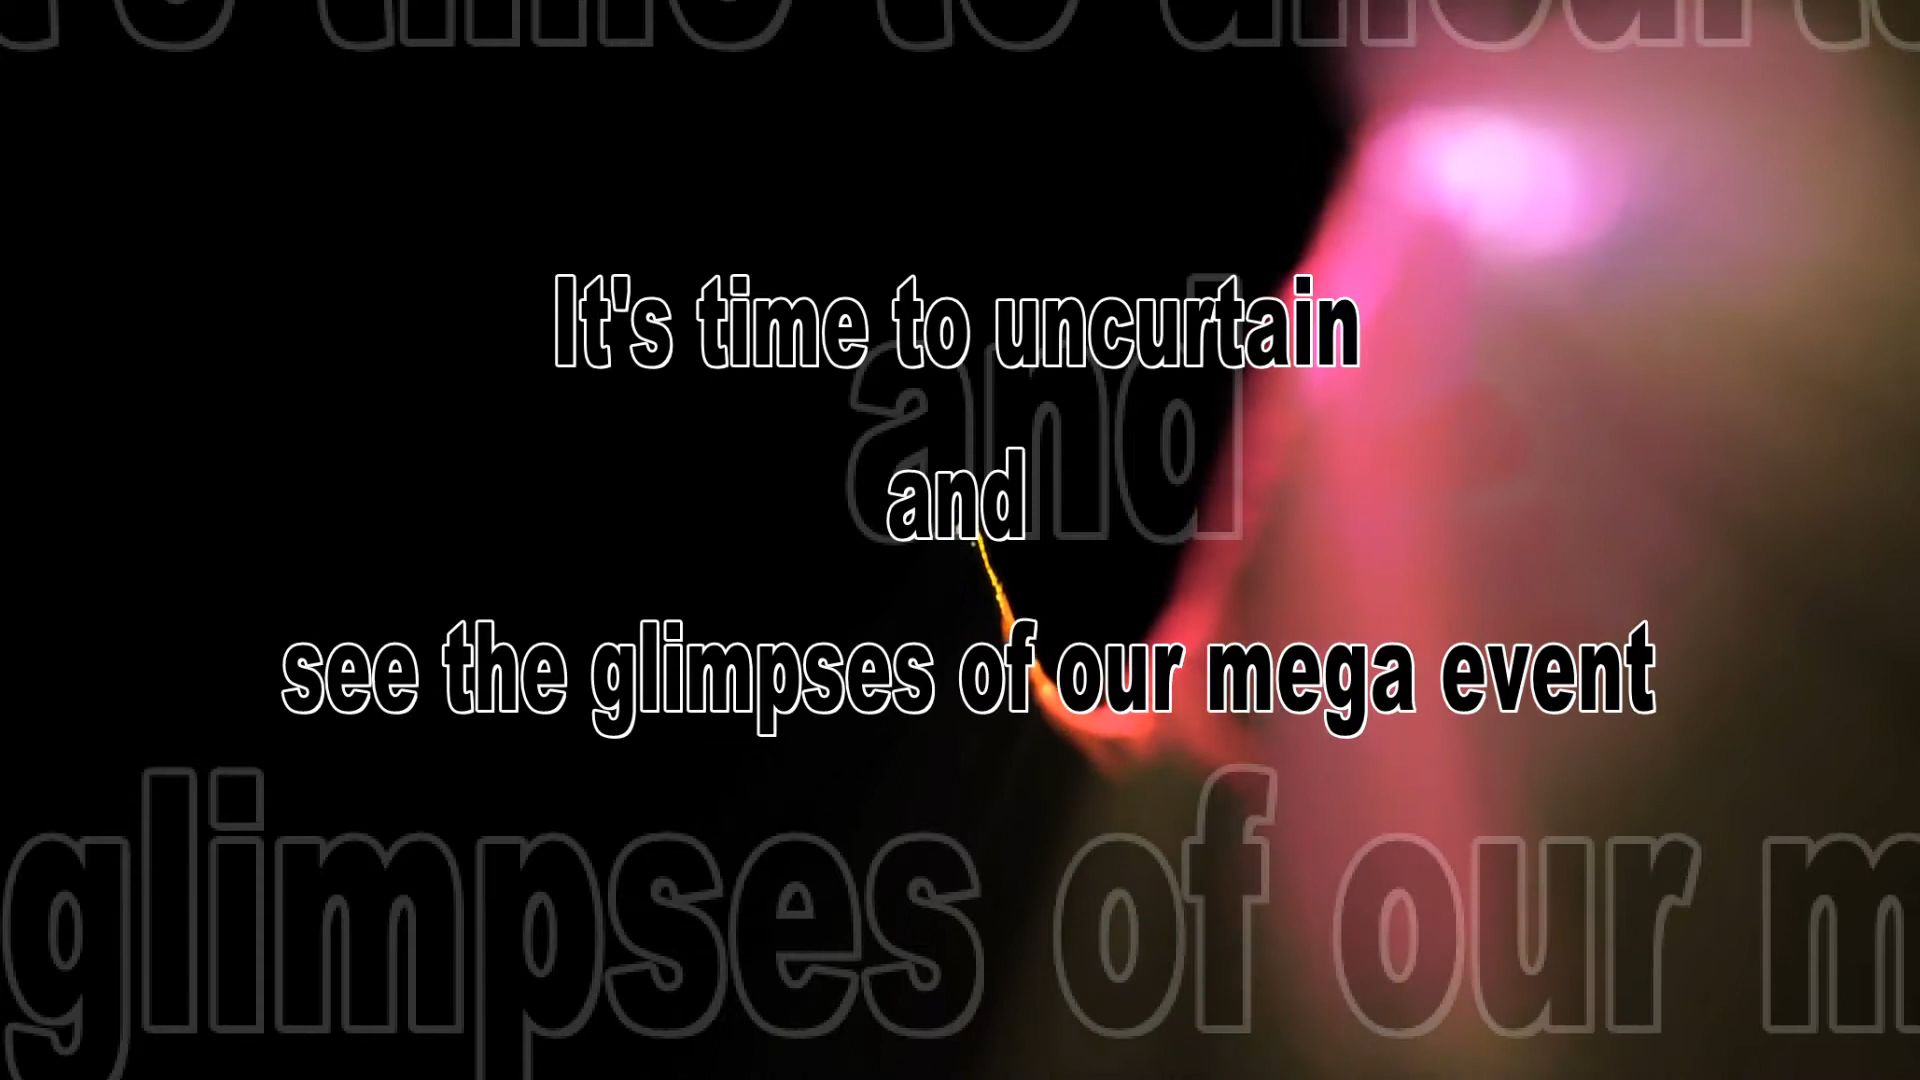 It's time to uncurtain
and
see the glimpses of our mega event